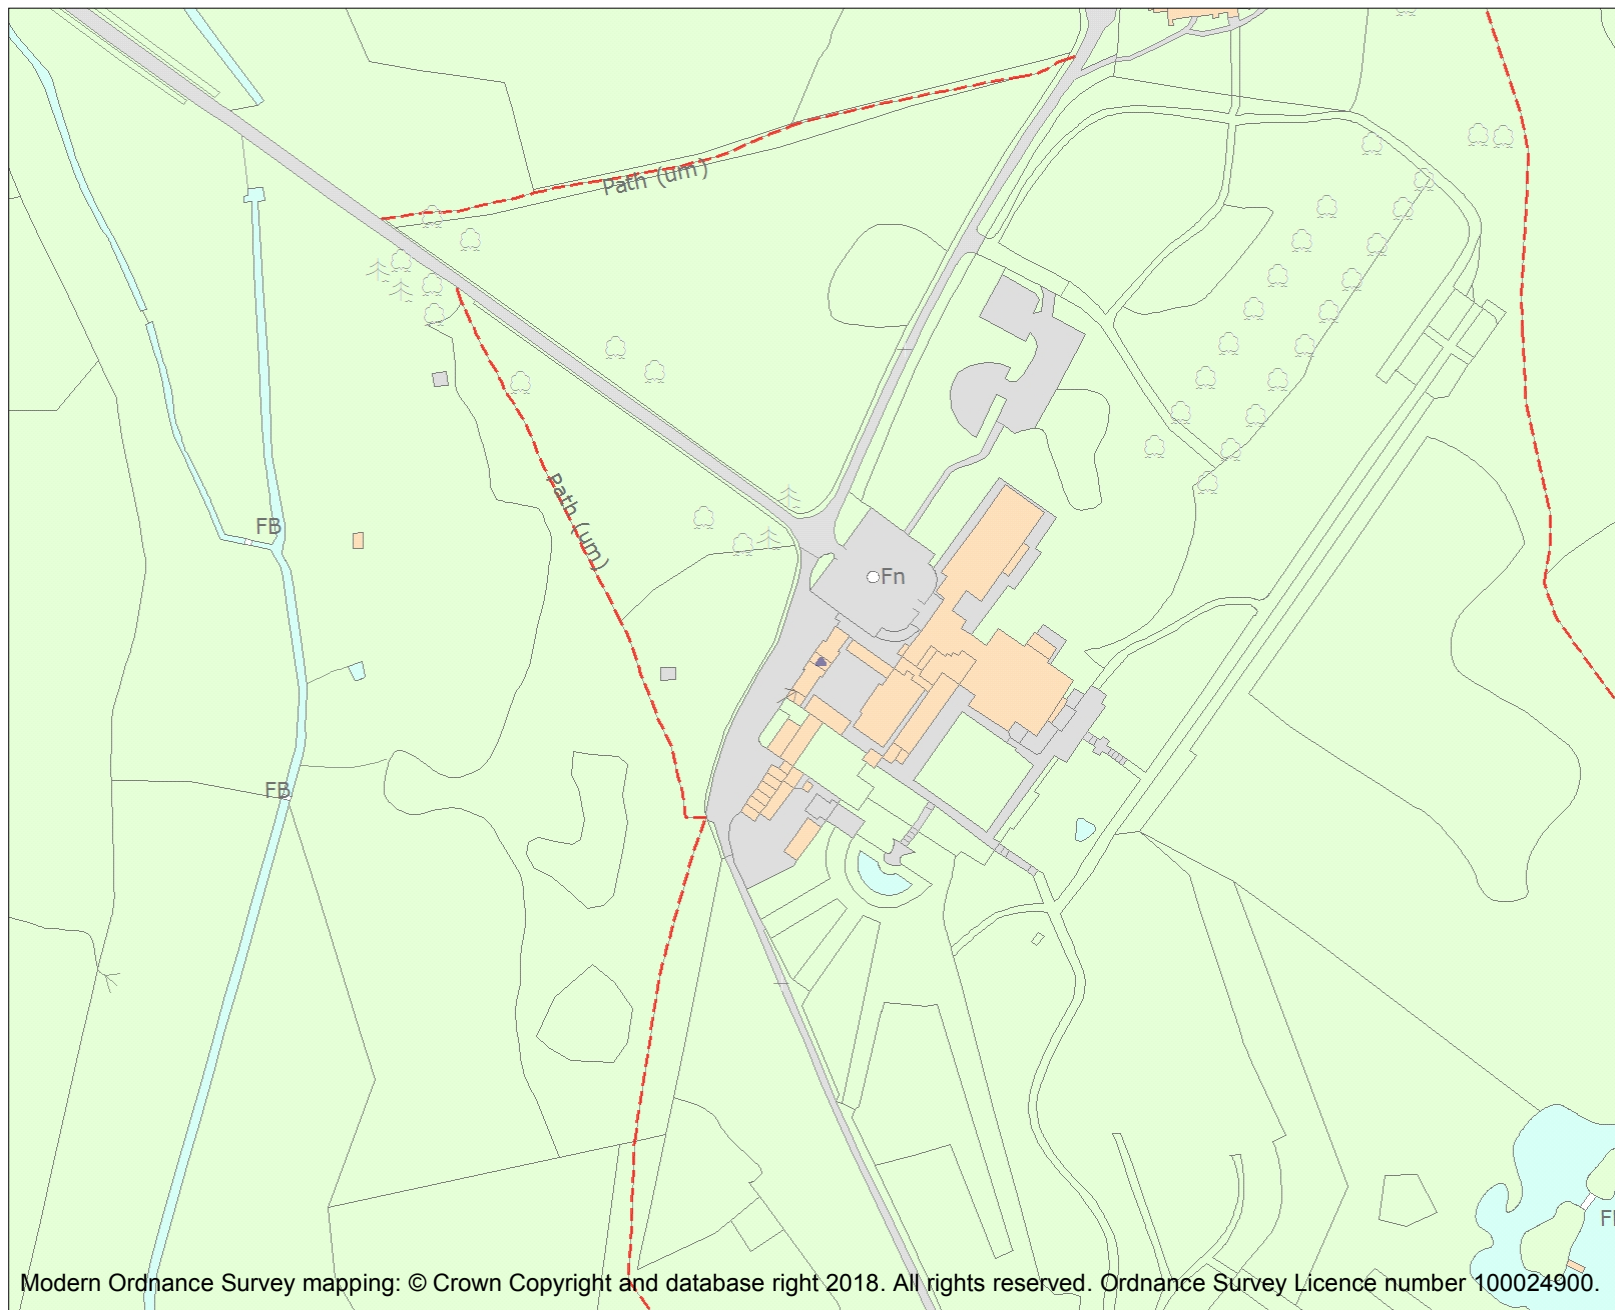 Path (um)
Path (um)
FB
Fn
FB
Modern Ordnance Survey mapping: © Crown Copyright and database right 2018. All rights reserved. Ordnance Survey Licence number 100024900.